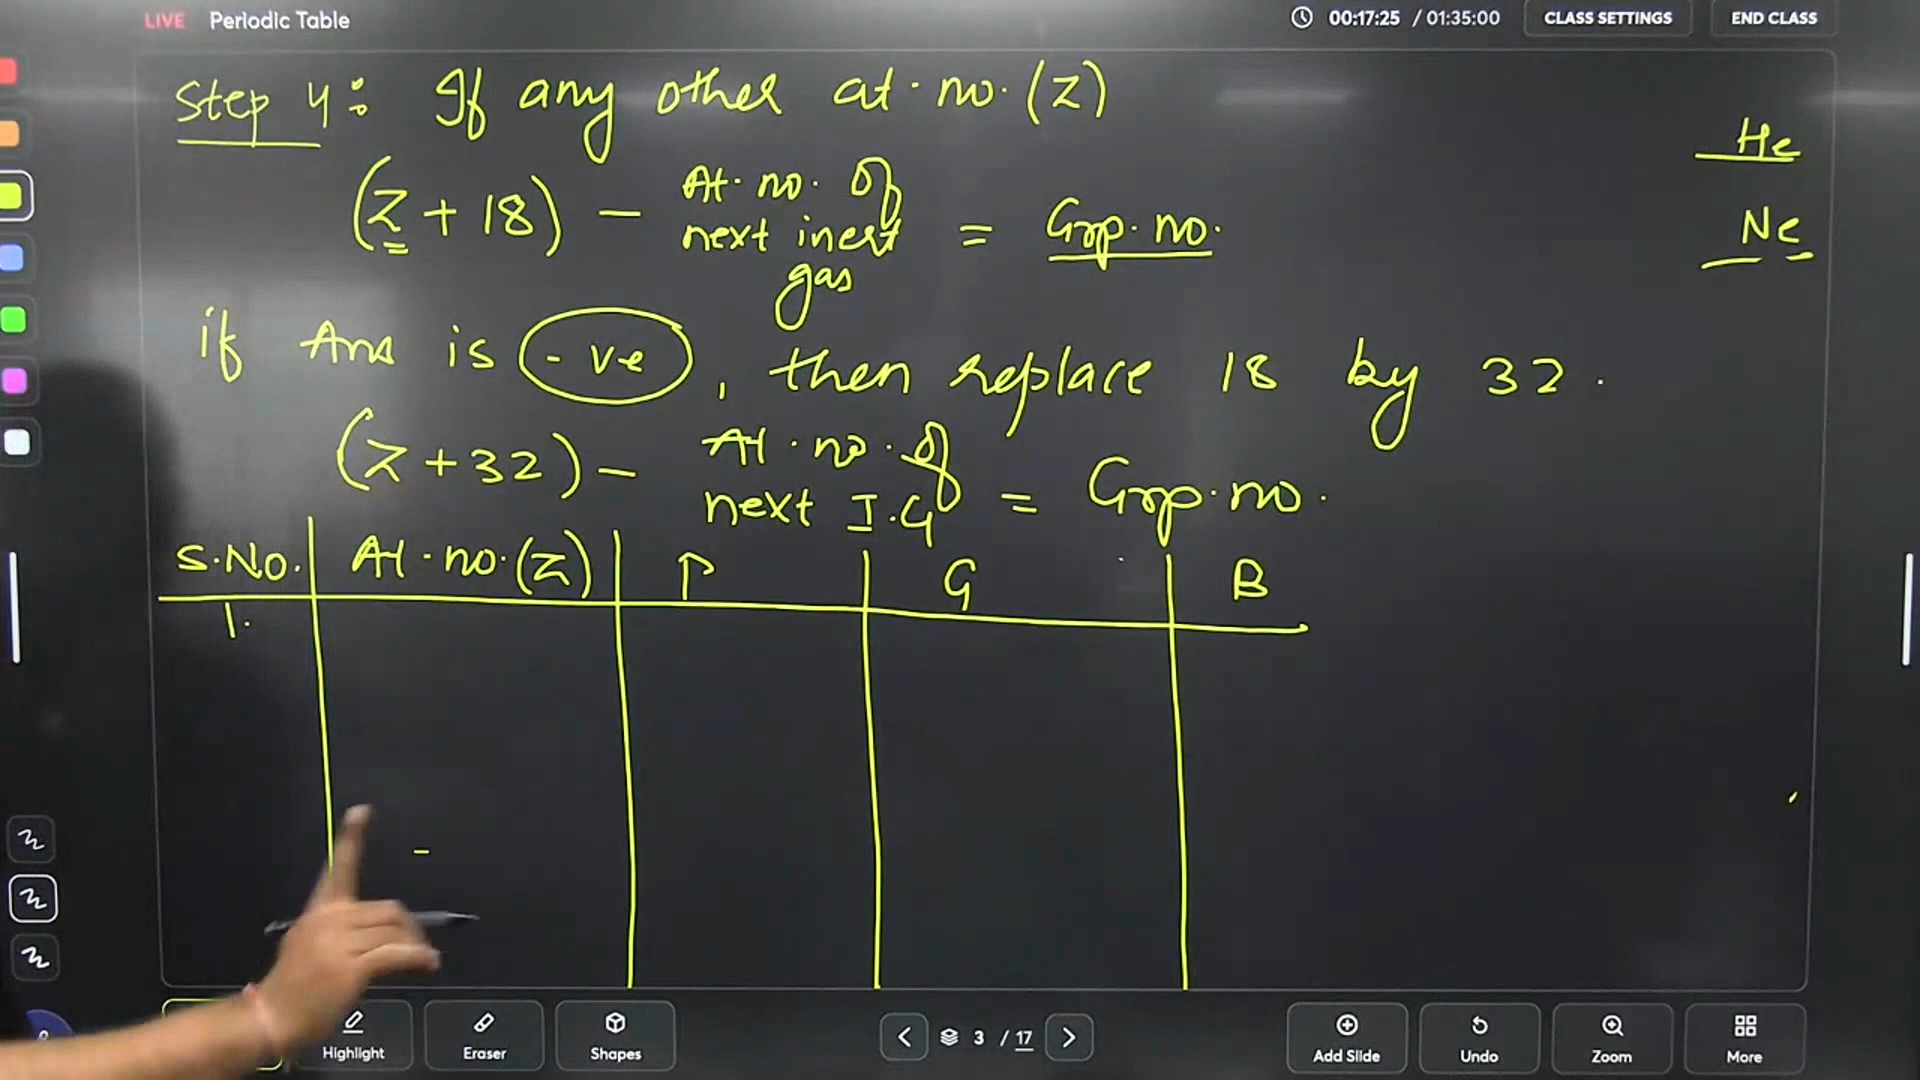 LIVE Periodic Table
00:17:25 / 01:35:00 CLASS SETTINGS END CLASS
Step 4: If any other at. no. (Z)
(Z + 18) - At. no. of next inert gas = Grp. no.
He
Ne
if Ans is -ve, then replace 18 by 32.
(Z + 32) - At. no. of next I.G = Grp. no.
S.No. At. no. (Z) P G B
1.
Highlight Eraser Shapes
3 / 17
Add Slide Undo Zoom More